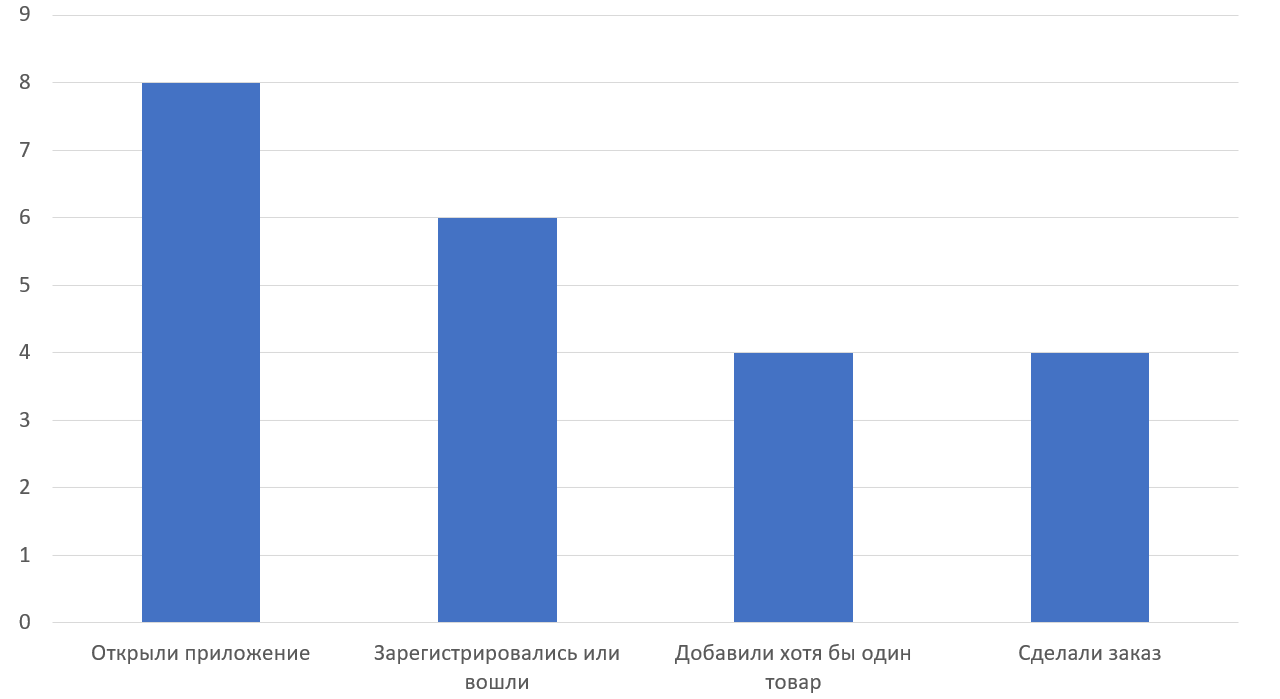 9
8
7
6
5
4
3
2
1
0
Открыли приложение
Зарегистрировались или
вошли
Добавили хотя бы один
товар
Сделали заказ